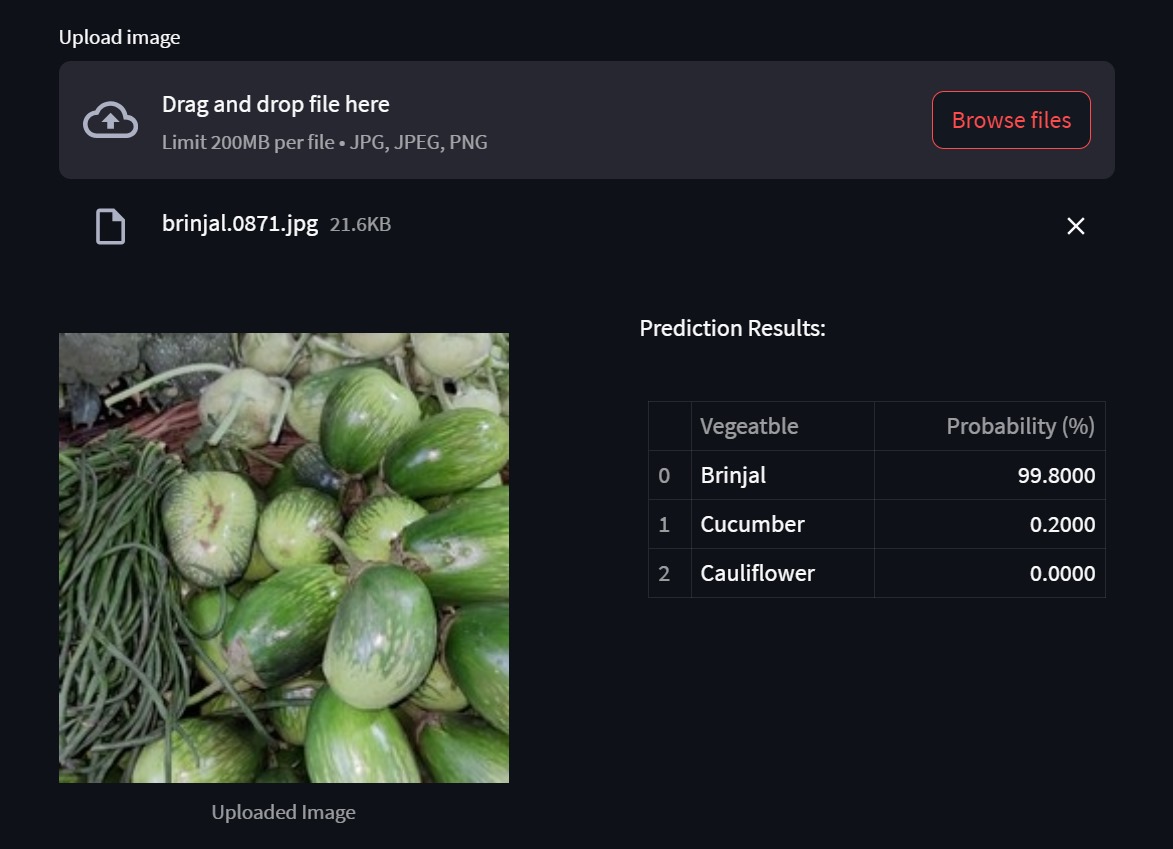 Upload image
Drag and drop file here
Limit 200MB per file • JPG, JPEG, PNG
Browse files
brinjal.0871.jpg 21.6KB
Prediction Results:
Vegeatble Probability (%)
0 Brinjal 99.8000
1 Cucumber 0.2000
2 Cauliflower 0.0000
Uploaded Image